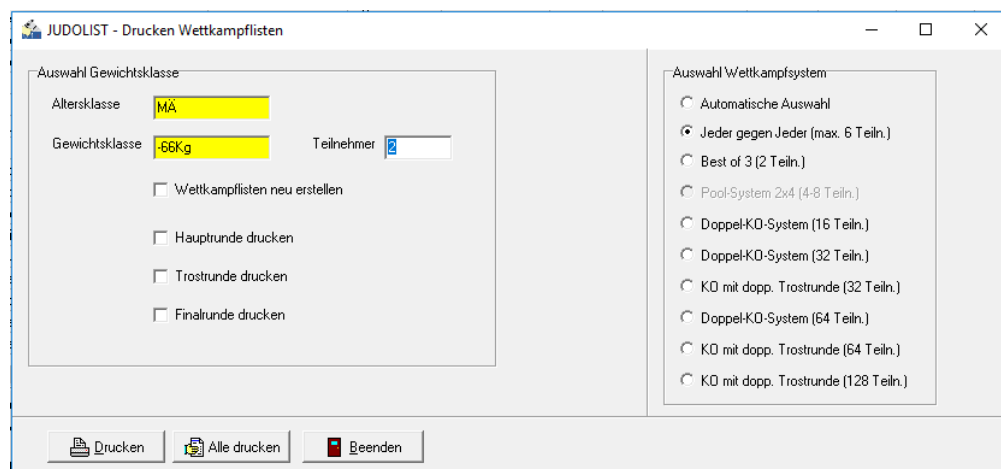 JUDOLIST - Drucken Wettkampflisten
Auswahl Gewichtsklasse
Altersklasse MÄ
Gewichtsklasse -66Kg Teilnehmer 2
Wettkampflisten neu erstellen
Hauptrunde drucken
Trostrunde drucken
Finalrunde drucken
Auswahl Wettkampfsystem
Automatische Auswahl
Jeder gegen Jeder (max. 6 Teiln.)
Best of 3 (2 Teiln.)
Pool-System 2x4 (4-8 Teiln.)
Doppel-KO-System (16 Teiln.)
Doppel-KO-System (32 Teiln.)
KO mit dopp. Trostrunde (32 Teiln.)
Doppel-KO-System (64 Teiln.)
KO mit dopp. Trostrunde (64 Teiln.)
KO mit dopp. Trostrunde (128 Teiln.)
Drucken Alle drucken Beenden